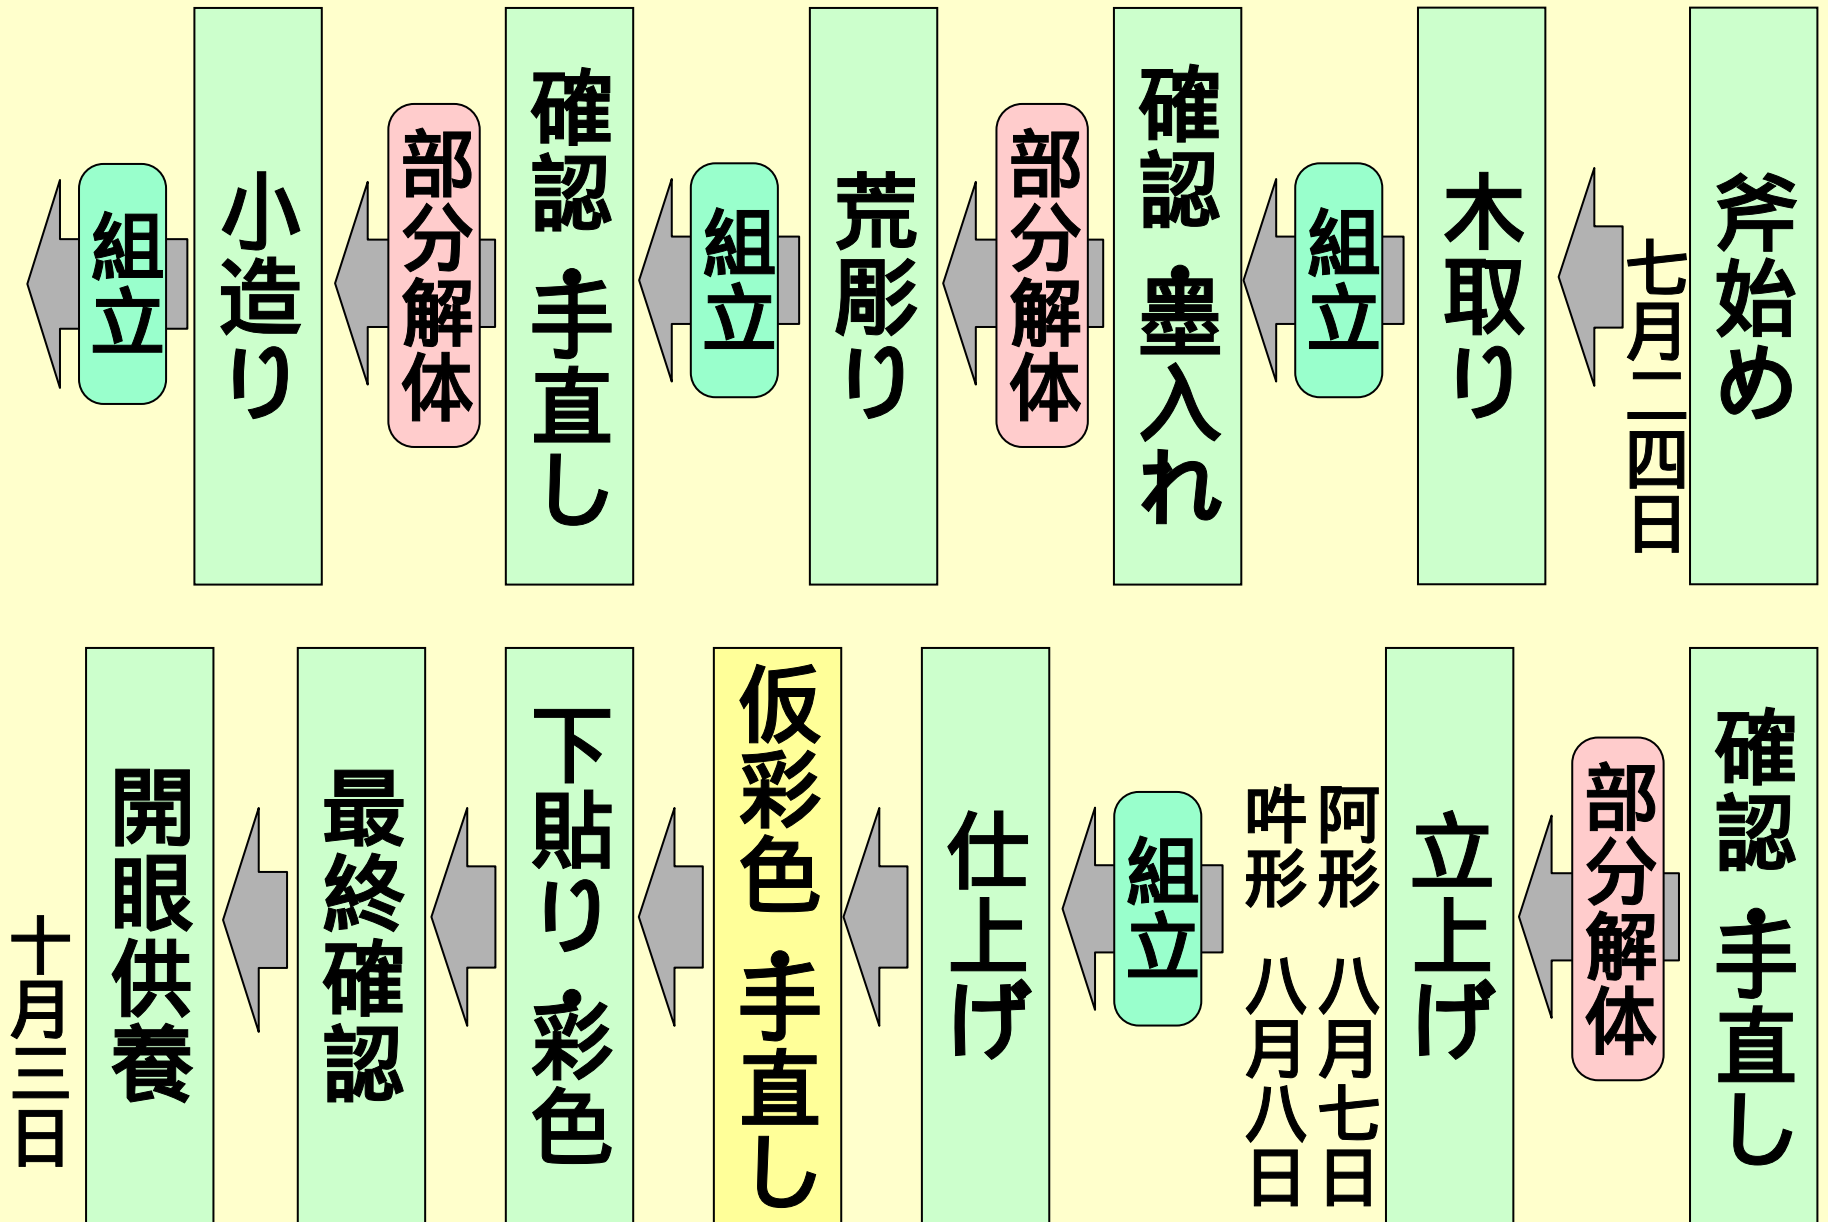 斧始め
七月二四日
木取り
組立
確認・墨入れ
部分解体
荒彫り
組立
確認・手直し
部分解体
小造り
組立
確認・手直し
部分解体
立上げ
阿形 八月七日
吽形 八月八日
組立
仕上げ
仮彩色・手直し
下貼り・彩色
最終確認
開眼供養
十月三日